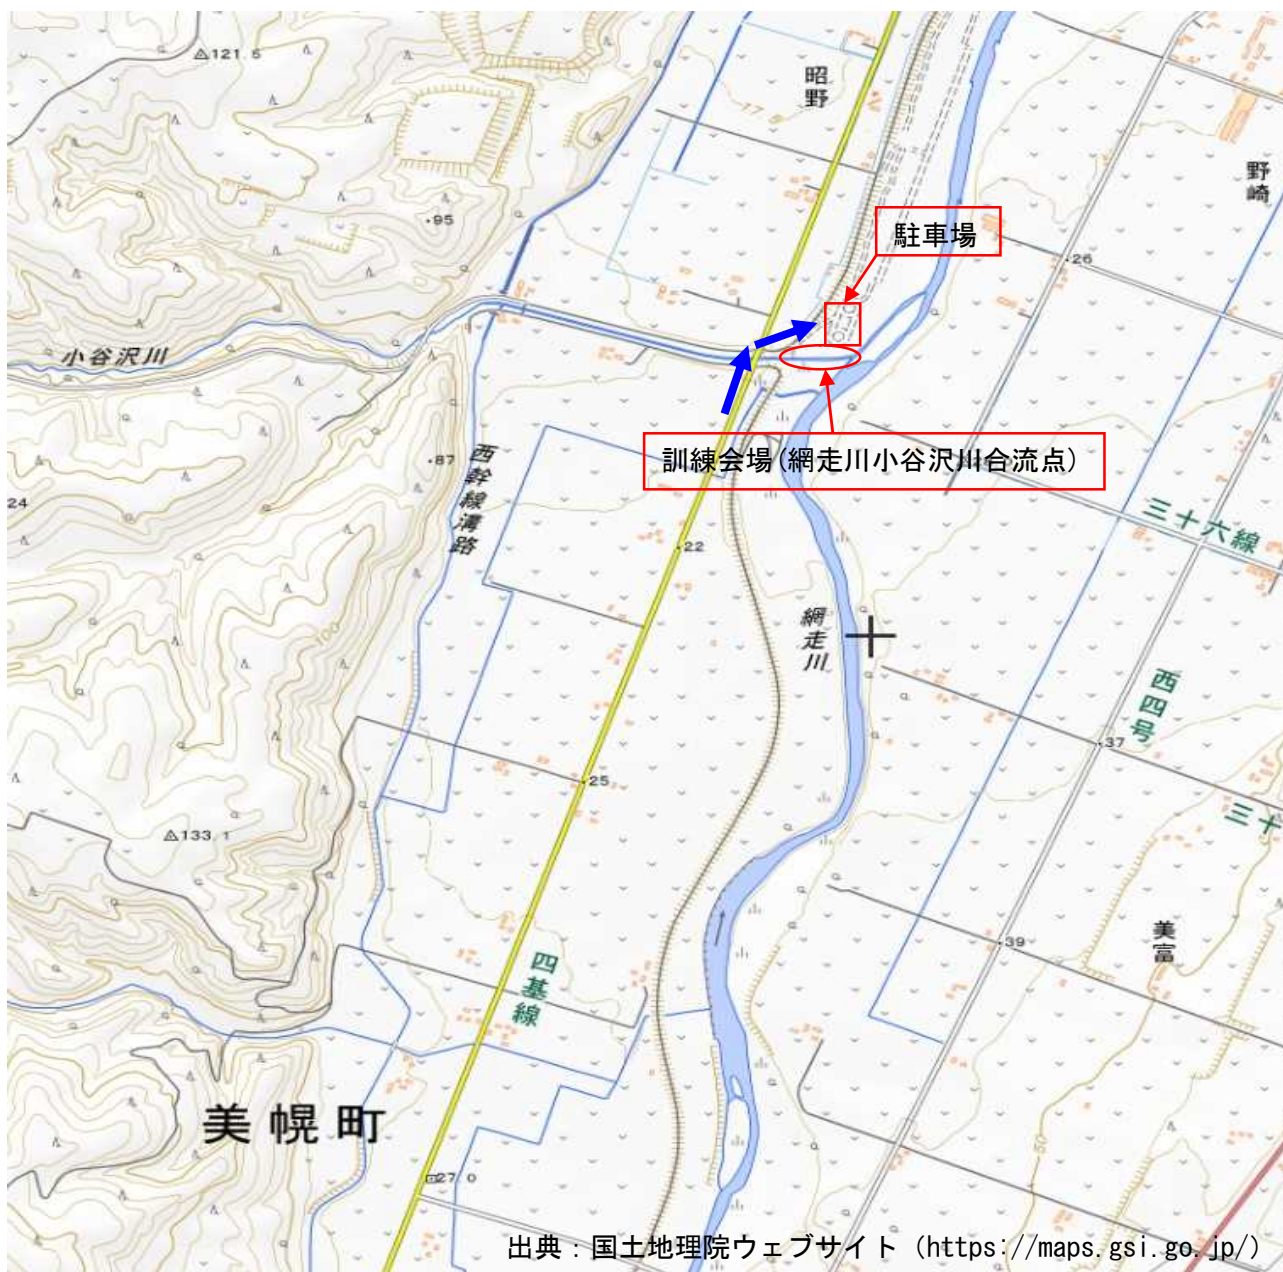 121.5
昭野
17
野崎
95
駐車場
26
小谷沢川
訓練会場(網走川小谷沢川合流点)
87
西幹線溝路
24
三十六線
22
網走川
西四号
37
25
三十
133.1
美富
39
四基線
美幌町
50
27.0
100
出典:国土地理院ウェブサイト (https://maps.gsi.go.jp/)